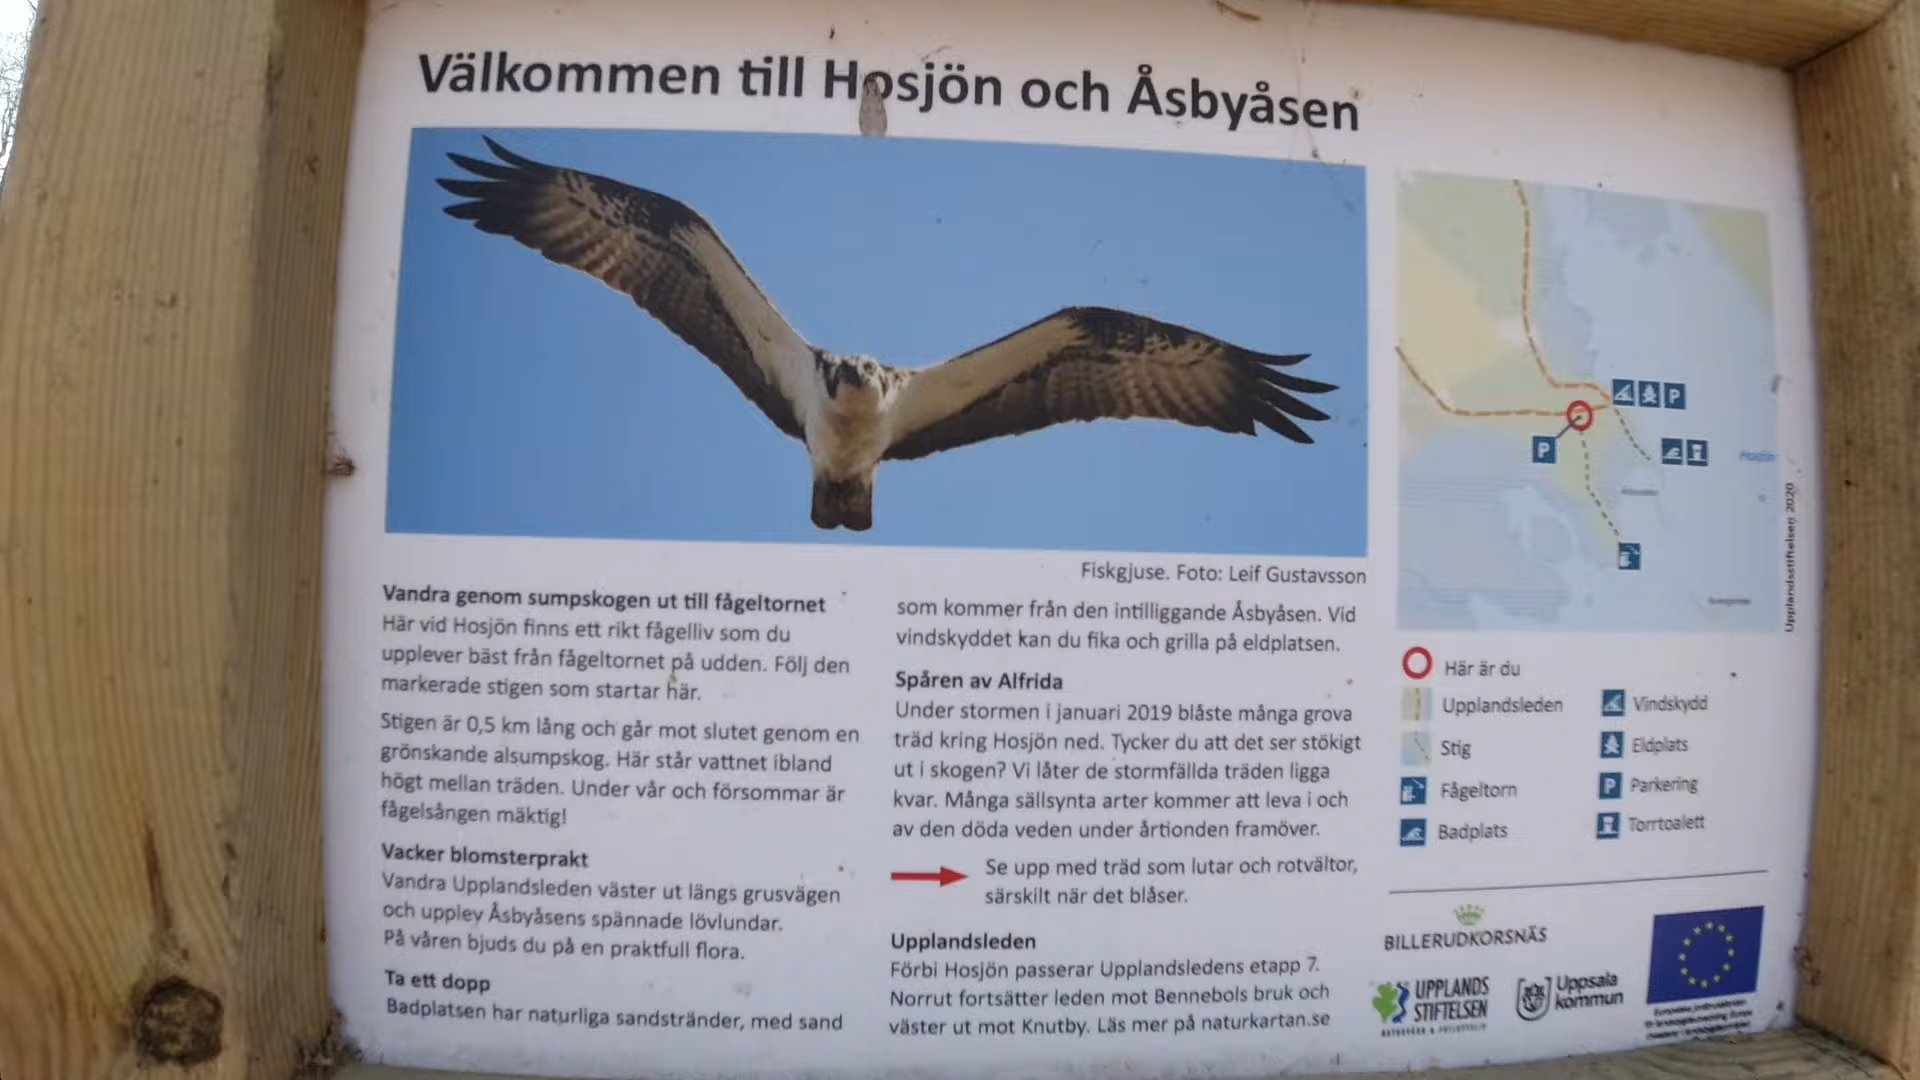 Välkommen till Hosjön och Åsbyåsen
Fiskgjuse. Foto: Leif Gustavsson
Vandra genom sumpskogen ut till fågeltornet
Här vid Hosjön finns ett rikt fågelliv som du
upplever bäst från fågeltornet på udden. Följ den
markerade stigen som startar här.
Stigen är 0,5 km lång och går mot slutet genom en
grönskande alsumpskog. Här står vattnet ibland
högt mellan träden. Under vår och försommar är
fågelsången mäktig!
Vacker blomsterprakt
Vandra Upplandsleden väster ut längs grusvägen
och upplev Åsbyåsens spännade lövlundar.
På våren bjuds du på en praktfull flora.
Ta ett dopp
Badplatsen har naturliga sandstränder, med sand
som kommer från den intilliggande Åsbyåsen. Vid
vindskyddet kan du fika och grilla på eldplatsen.
Spåren av Alfrida
Under stormen i januari 2019 blåste många grova
träd kring Hosjön ned. Tycker du att det ser stökigt
ut i skogen? Vi låter de stormfällda träden ligga
kvar. Många sällsynta arter kommer att leva i och
av den döda veden under årtionden framöver.
Se upp med träd som lutar och rotvältor,
särskilt när det blåser.
Upplandsleden
Förbi Hosjön passerar Upplandsledens etapp 7.
Norrut fortsätter leden mot Bennebols bruk och
väster ut mot Knutby. Läs mer på naturkartan.se
P
P
Hosjön
Upplandsstiftelsen 2020
Här är du
Upplandsleden
Stig
Fågeltorn
Badplats
Vindskydd
Eldplats
P Parkering
Torrtoalett
BILLERUDKORSNÄS
UPPLANDS
STIFTELSEN
Uppsala
kommun